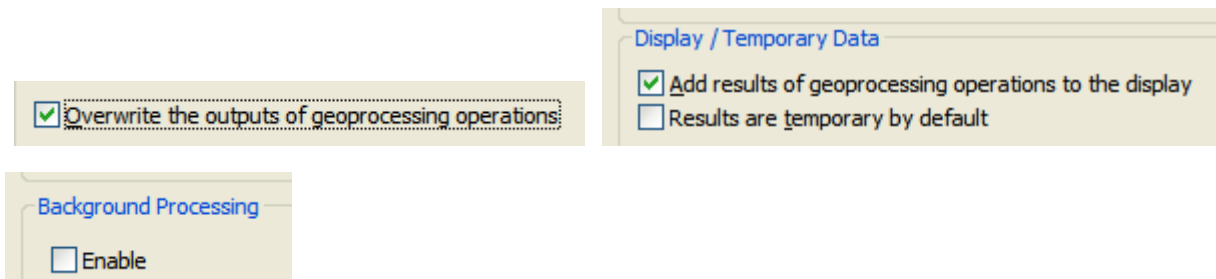 Overwrite the outputs of geoprocessing operations
Display / Temporary Data
Add results of geoprocessing operations to the display
Results are temporary by default
Background Processing
Enable